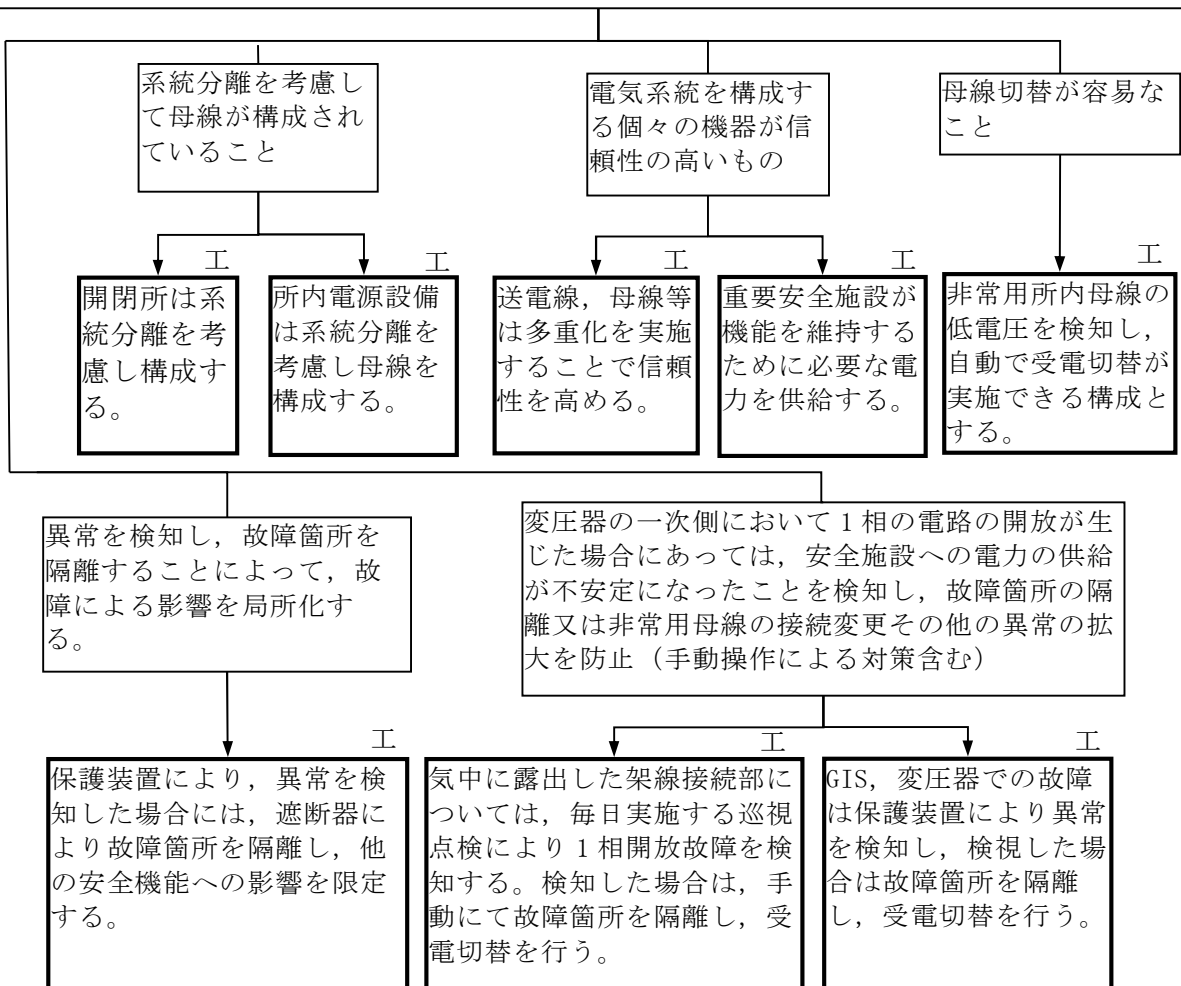 系統分離を考慮し
て母線が構成され
ていること
電気系統を構成す
る個々の機器が信
頼性の高いもの
母線切替が容易な
こと
工
開閉所は系
統分離を考
慮し構成す
る。
工
所内電源設備
は系統分離を
考慮し母線を
構成する。
工
送電線，母線等
は多重化を実施
することで信頼
性を高める。
工
重要安全施設が
機能を維持する
ために必要な電
力を供給する。
工
非常用所内母線の
低電圧を検知し，
自動で受電切替が
実施できる構成と
する。
異常を検知し，故障箇所を
隔離することによって，故
障による影響を局所化す
る。
変圧器の一次側において１相の電路の開放が生
じた場合にあっては，安全施設への電力の供給
が不安定になったことを検知し，故障箇所の隔
離又は非常用母線の接続変更その他の異常の拡
大を防止（手動操作による対策含む）
工
保護装置により，異常を検
知した場合には，遮断器に
より故障箇所を隔離し，他
の安全機能への影響を限定
する。
工
気中に露出した架線接続部に
ついては，毎日実施する巡視
点検により１相開放故障を検
知する。検知した場合は，手
動にて故障箇所を隔離し，受
電切替を行う。
工
GIS，変圧器での故障
は保護装置により異常
を検知し，検視した場
合は故障箇所を隔離
し，受電切替を行う。